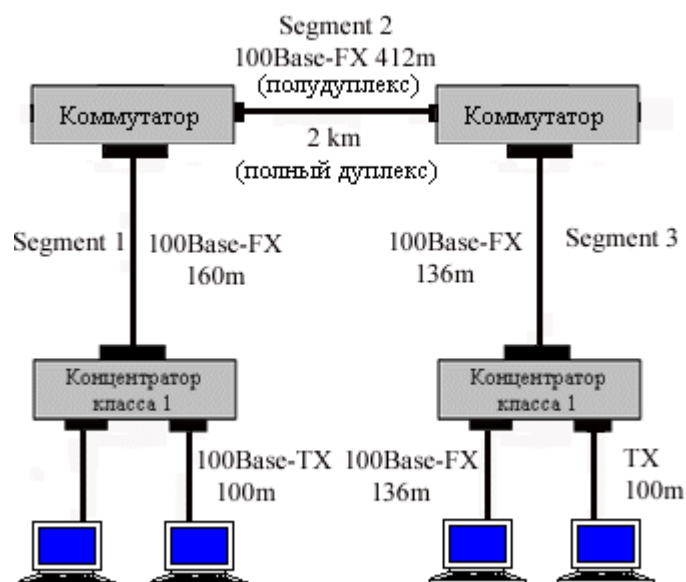 Segment 2
100Base-FX 412m
(полудуплекс)
Коммутатор
Коммутатор
2 km
(полный дуплекс)
Segment 1
100Base-FX
160m
100Base-FX
136m
Segment 3
Концентратор
класса 1
Концентратор
класса 1
100Base-TX
100m
100Base-FX
136m
TX
100m